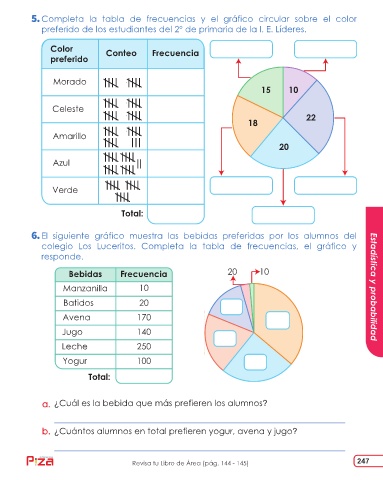 5. Completa la tabla de frecuencias y el gráfico circular sobre el color
preferido de los estudiantes del 2° de primaria de la I. E. Líderes.
Color preferido Conteo Frecuencia
Morado
Celeste
Amarillo
Azul
Verde
Total:
15 10
18 22
20
6. El siguiente gráfico muestra las bebidas preferidas por los alumnos del
colegio Los Luceritos. Completa la tabla de frecuencias, el gráfico y
responde.
Bebidas Frecuencia
Manzanilla 10
Batidos 20
Avena 170
Jugo 140
Leche 250
Yogur 100
Total:
20 10
a. ¿Cuál es la bebida que más prefieren los alumnos?
b. ¿Cuántos alumnos en total prefieren yogur, avena y jugo?
Estadística y probabilidad
Pizza
Revisa tu Libro de Área (pág. 144 - 145)
247